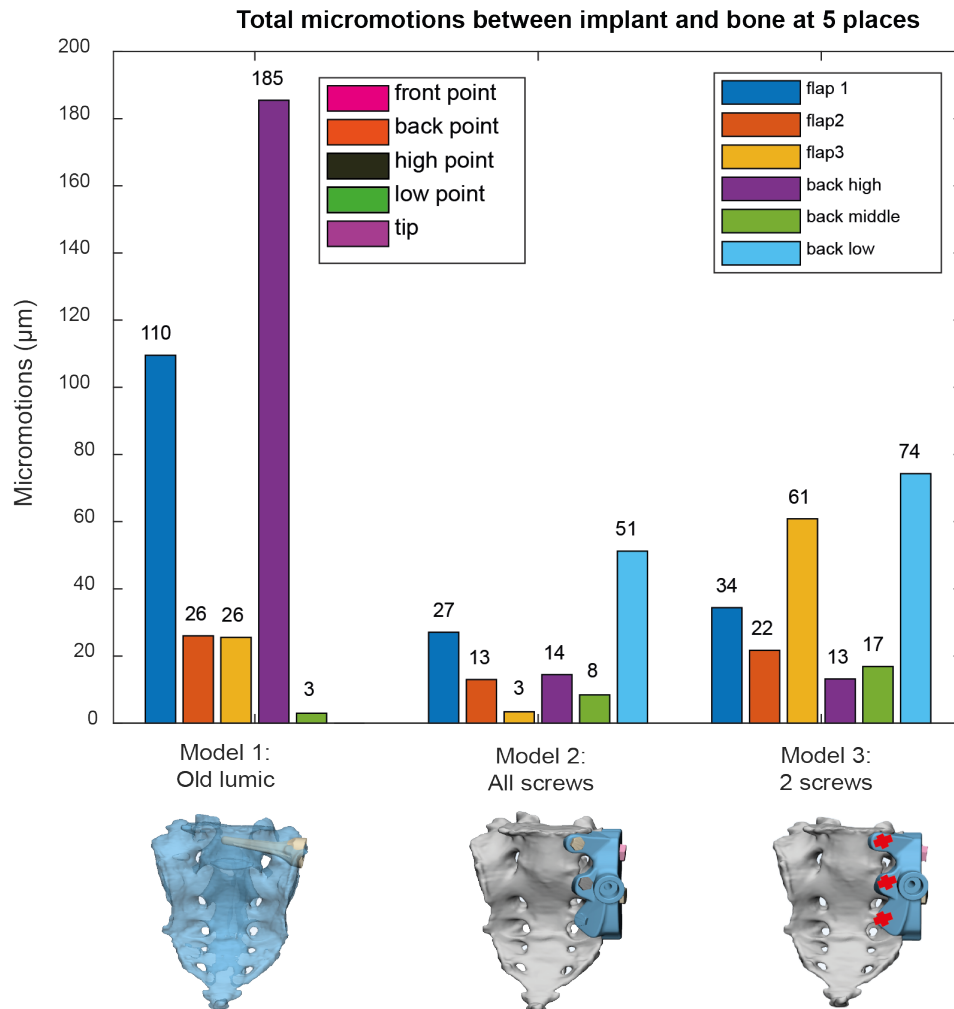 Total micromotions between implant and bone at 5 places
Micromotions (µm)
200
180
160
140
120
100
80
60
40
20
0
front point
back point
high point
low point
tip
flap 1
flap2
flap3
back high
back middle
back low
110
26
26
185
3
27
13
3
14
8
51
34
22
61
13
17
74
Model 1:
Old lumic
Model 2:
All screws
Model 3:
2 screws